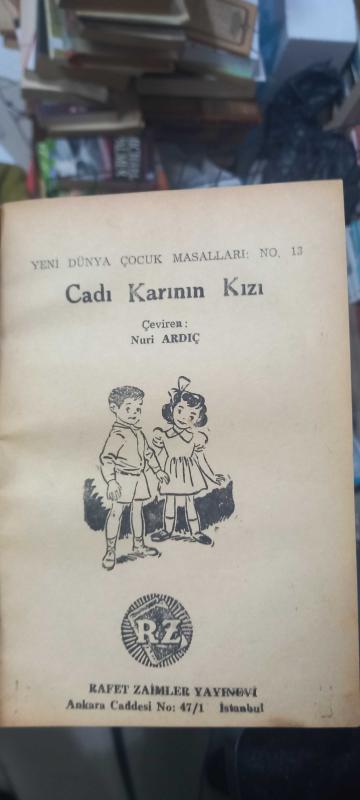 YENİ DÜNYA ÇOCUK MASALLARI: NO. 13
Cadı Karının Kızı
Çeviren:
Nuri ARDIÇ
RZ
RAFET ZAİMLER YAYINEVİ
Ankara Caddesi No: 47/1 İstanbul